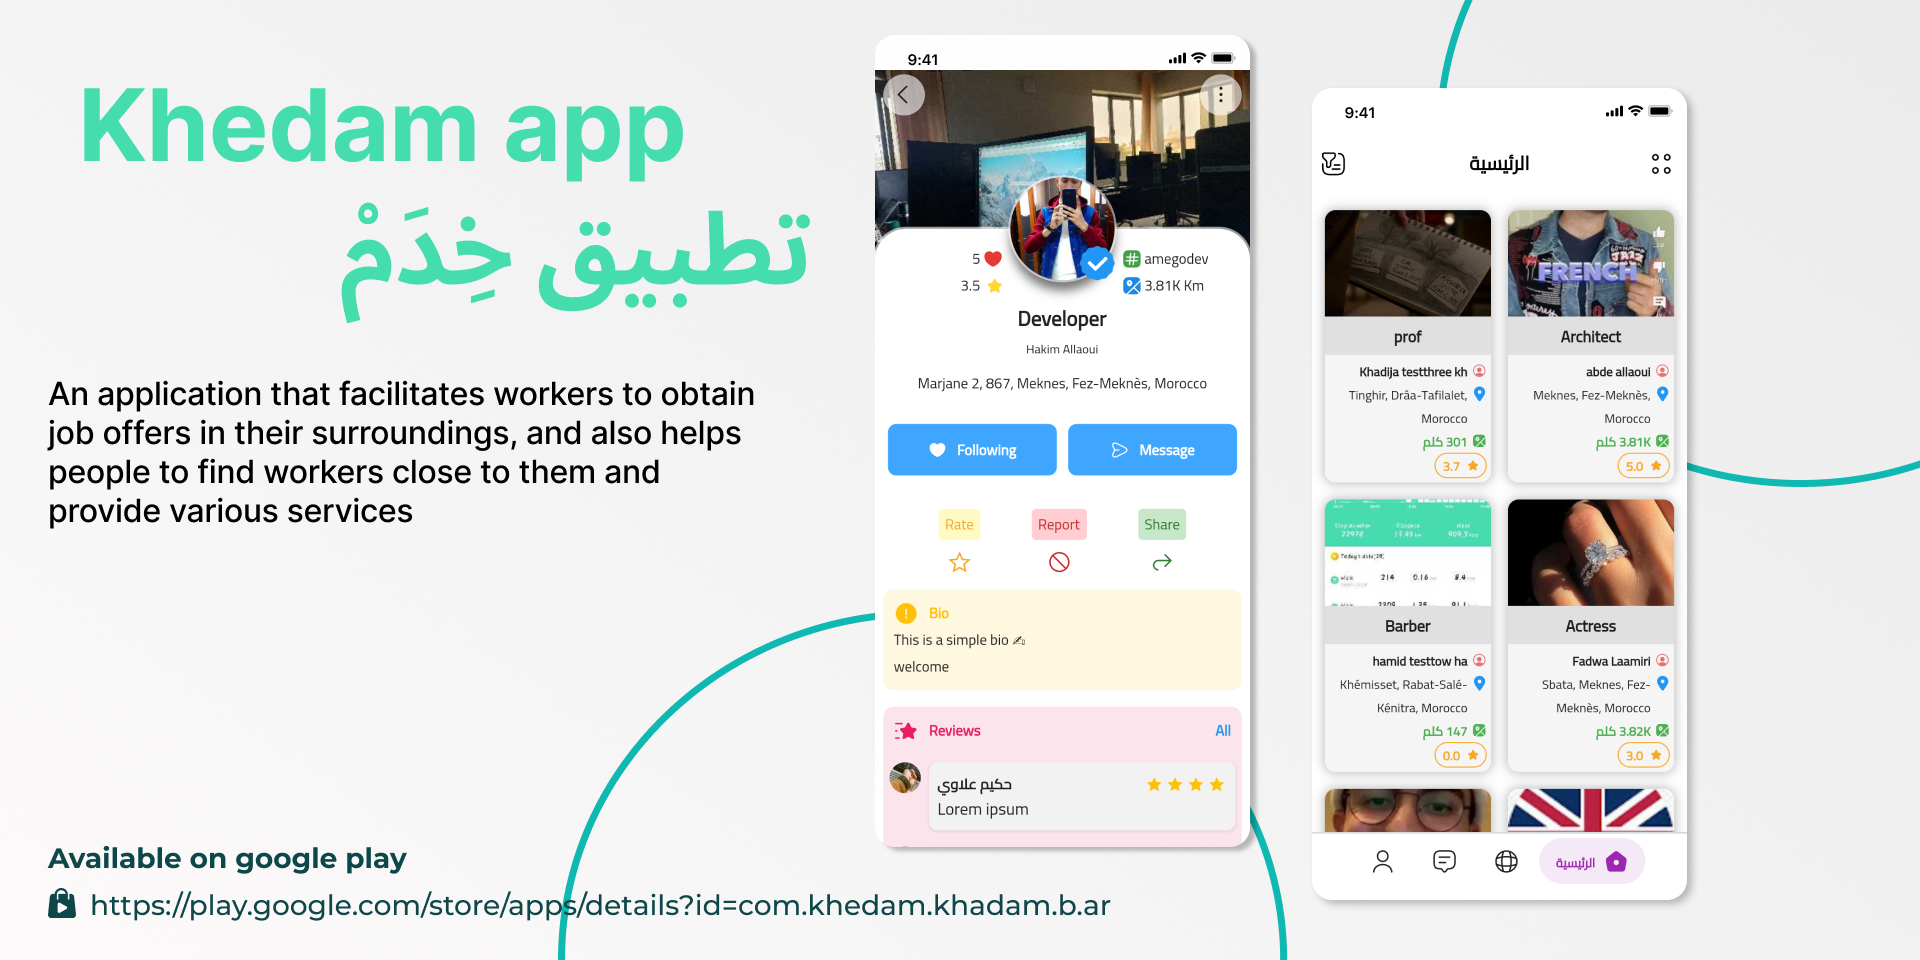 Khedam app
تطبيق خِدَمْ
An application that facilitates workers to obtain
job offers in their surroundings, and also helps
people to find workers close to them and
provide various services
Available on google play
https://play.google.com/store/apps/details?id=com.khedam.khadam.b.ar
9:41
5
amegodev
3.5
3.81K Km
Developer
Hakim Allaoui
Marjane 2, 867, Meknes, Fez-Meknès, Morocco
Following
Message
Rate
Report
Share
Bio
This is a simple bio ✍
welcome
Reviews
All
حكيم علاوي
Lorem ipsum
9:41
الرئيسية
prof
Khadija testthree kh
Tinghir, Drâa-Tafilalet,
Morocco
301 كلم
3.7
FRENCH
Architect
abde allaoui
Meknes, Fez-Meknès,
Morocco
3.81K كلم
5.0
Barber
hamid testtow ha
Khémisset, Rabat-Salé-
Kénitra, Morocco
147 كلم
0.0
Actress
Fadwa Laamiri
Sbata, Meknes, Fez-
Meknès, Morocco
3.82K كلم
3.0
الرئيسية